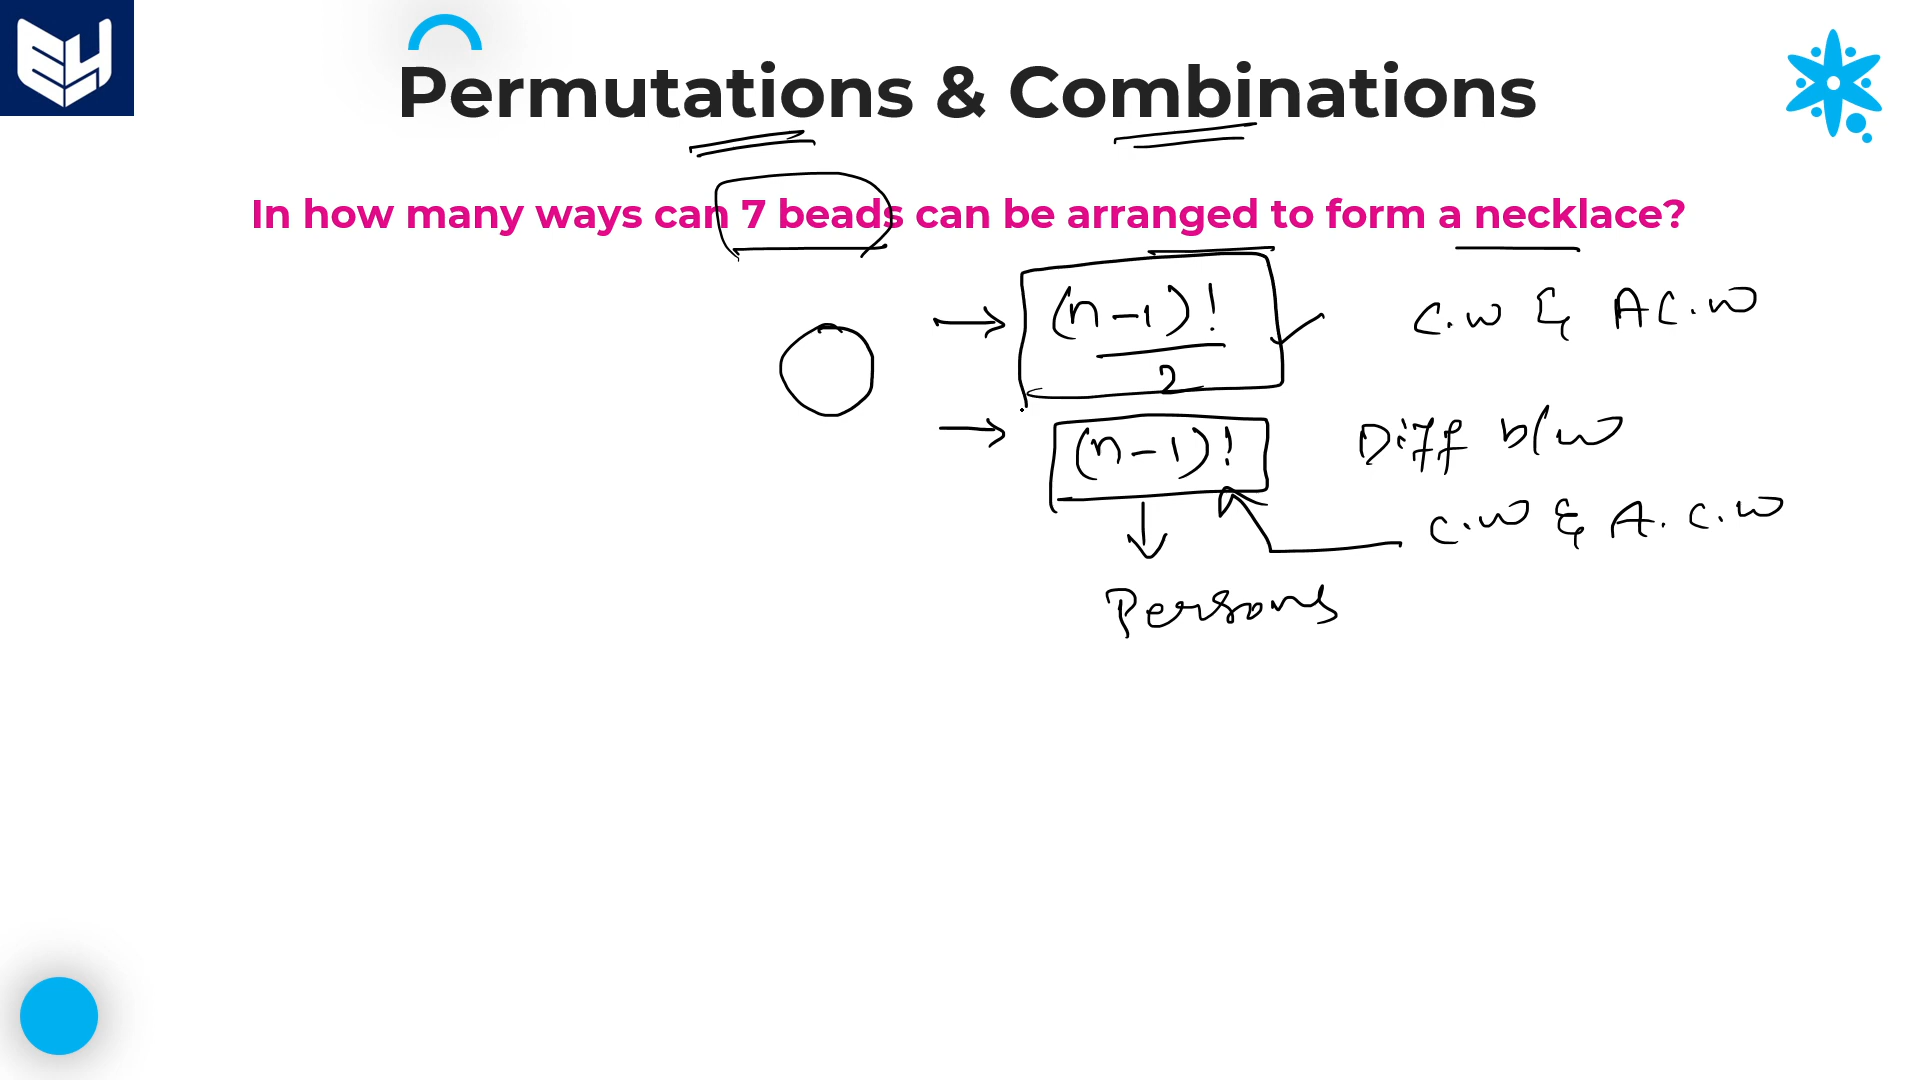 Permutations & Combinations
In how many ways can 7 beads can be arranged to form a necklace?
(n-1)!
2
C.W & AC.W
(n-1)!
Diff b/w
C.W & A.C.W
Persons